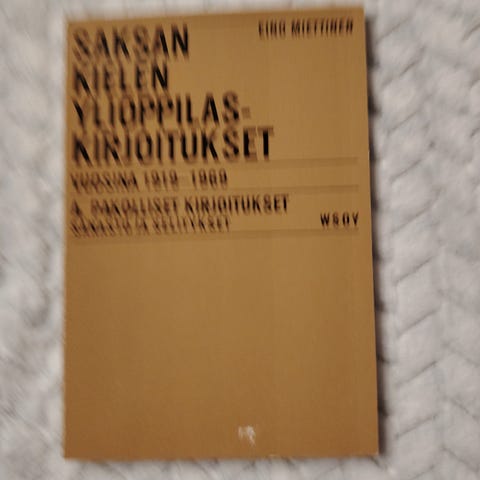 EINO MIETTINEN
SAKSAN
KIELEN
YLIOPPILAS-
KIRJOITUKSET
VUOSINA 1919-1969
A. PAKOLLISET KIRJOITUKSET
SANASTO JA SELITYKSET
WSOY